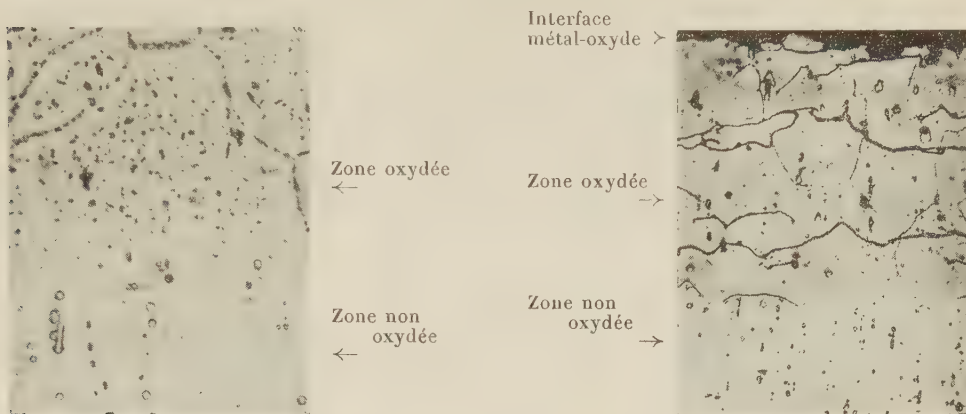 Interface
métal-oxyde >
Zone oxydée
←
Zone non
oxydée
←
Zone oxydée
→
Zone non
oxydée
→